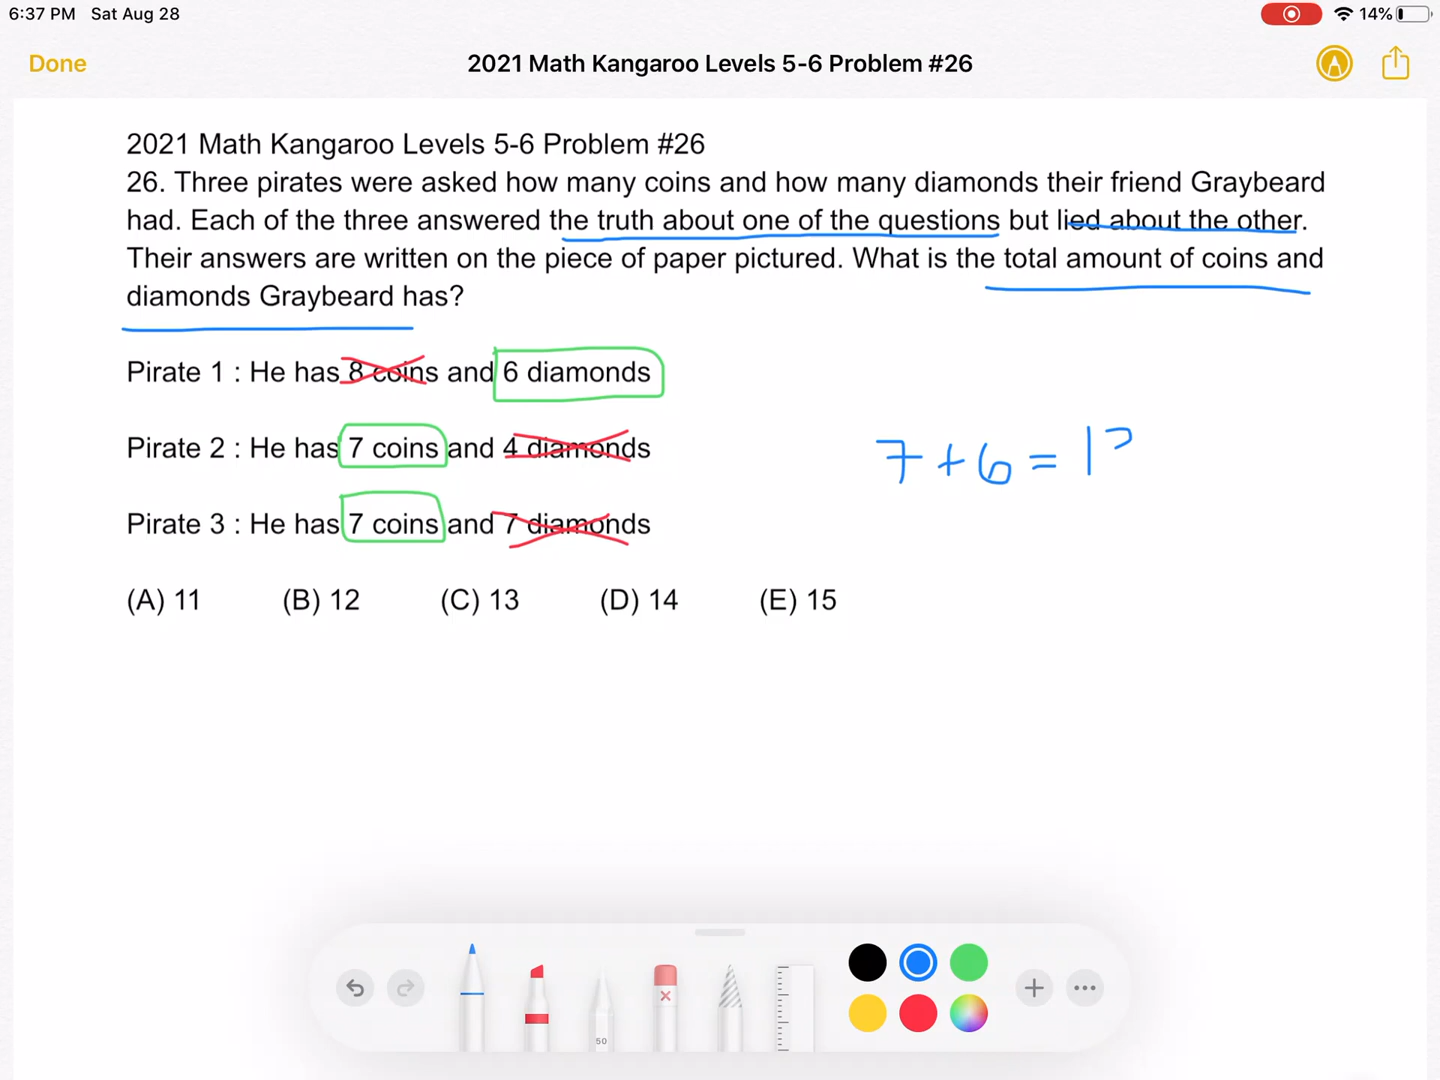 6:37 PM Sat Aug 28
14%
Done
2021 Math Kangaroo Levels 5-6 Problem #26
2021 Math Kangaroo Levels 5-6 Problem #26
26. Three pirates were asked how many coins and how many diamonds their friend Graybeard
had. Each of the three answered the truth about one of the questions but lied about the other.
Their answers are written on the piece of paper pictured. What is the total amount of coins and
diamonds Graybeard has?
Pirate 1 : He has 8 coins and 6 diamonds
Pirate 2 : He has 7 coins and 4 diamonds
7 + 6 =
Pirate 3 : He has 7 coins and 7 diamonds
(A) 11 (B) 12 (C) 13 (D) 14 (E) 15
50